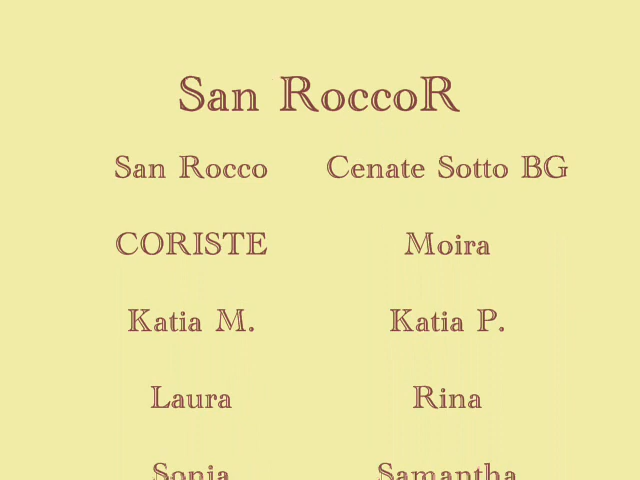 San RoccoR
San Rocco Cenate Sotto BG
CORISTE Moira
Katia M. Katia P.
Laura Rina
Sonia Samantha